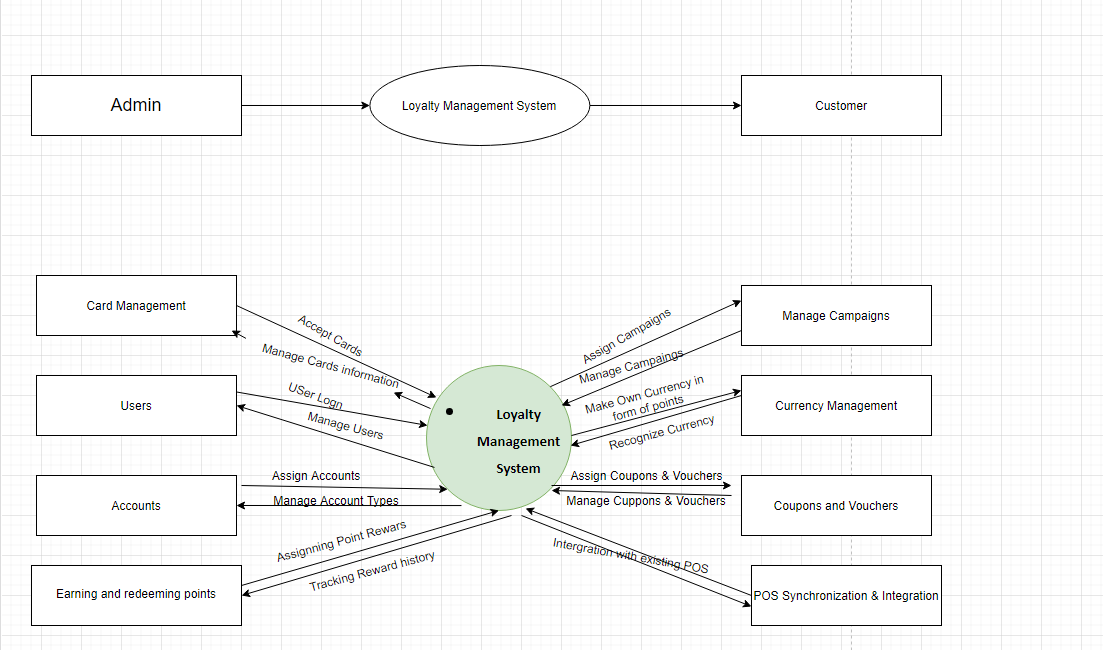 Admin
Loyalty Management System
Customer
Card Management
Accept Cards
Manage Cards information
Users
USer Logn
Manage Users
Accounts
Assign Accounts
Manage Account Types
Earning and redeeming points
Assignning Point Rewars
Tracking Reward history
Loyalty
Management
System
Assign Campaigns
Manage Campaings
Manage Campaigns
Make Own Currency in
form of points
Recognize Currency
Currency Management
Assign Coupons & Vouchers
Manage Cuppons & Vouchers
Coupons and Vouchers
Intergration with existing POS
POS Synchronization & Integration